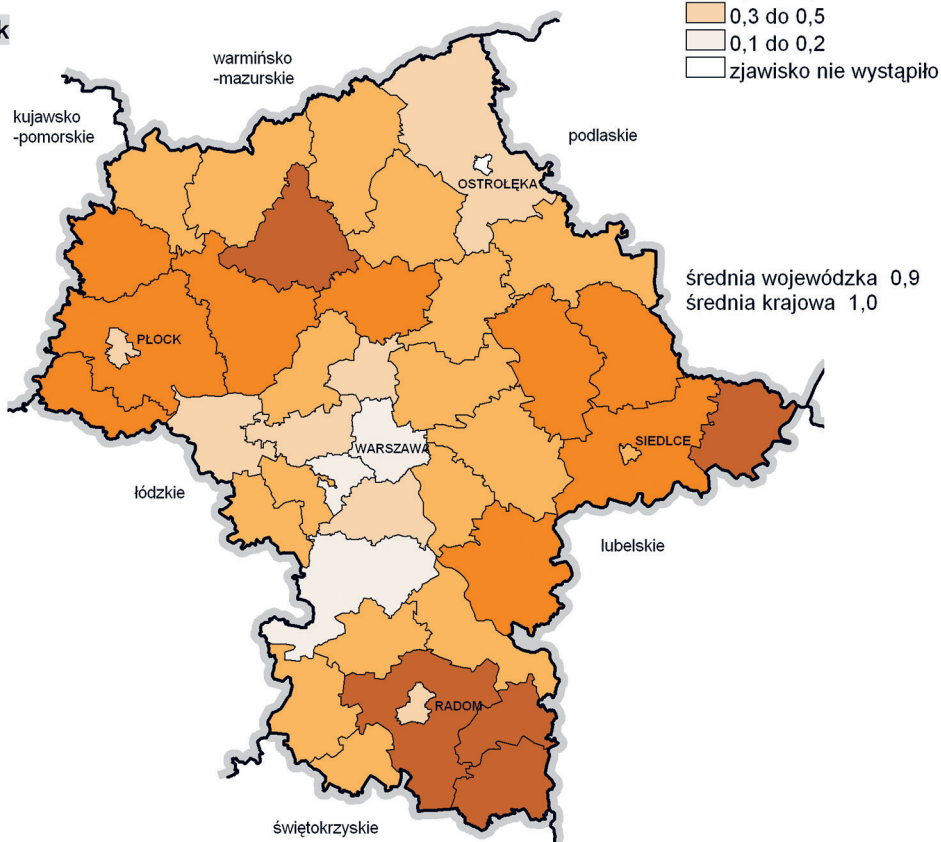 k
0,3 do 0,5
0,1 do 0,2
zjawisko nie wystąpiło
warmińsko
-mazurskie
kujawsko
-pomorskie
podlaskie
OSTROŁĘKA
średnia wojewódzka 0,9
średnia krajowa 1,0
PŁOCK
WARSZAWA
SIEDLCE
łódzkie
lubelskie
RADOM
świętokrzyskie